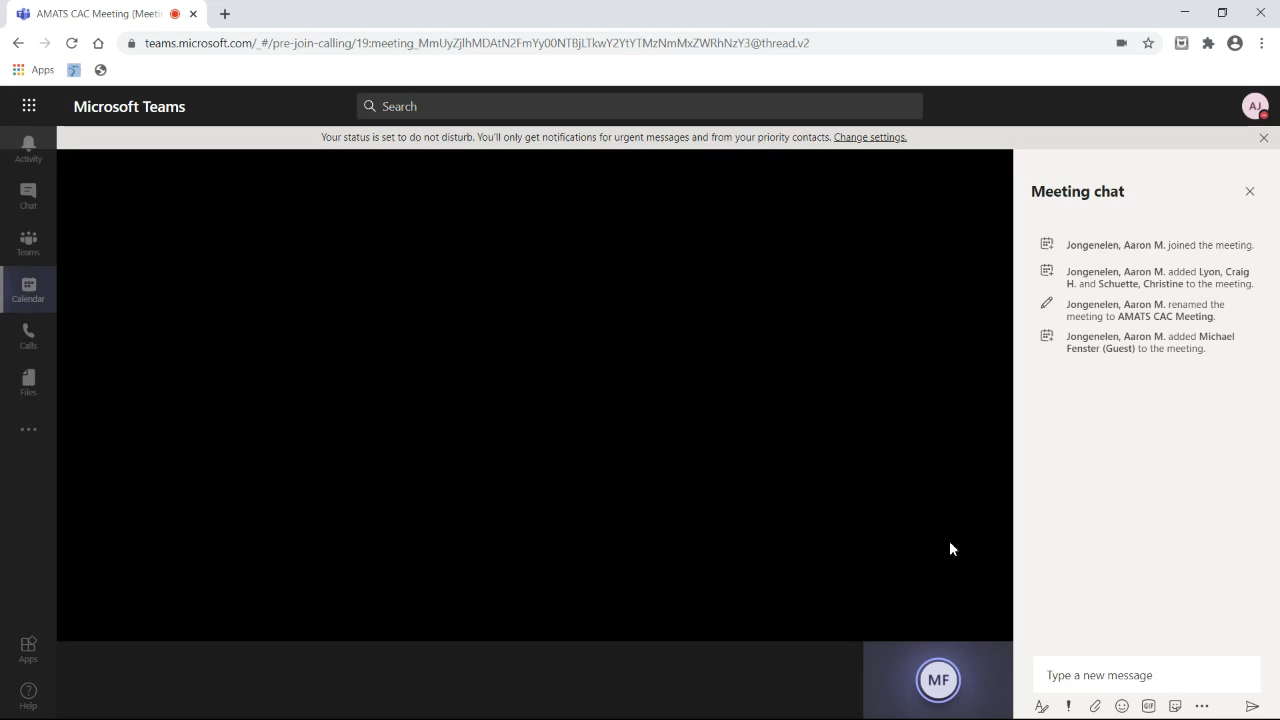 AMATS CAC Meeting (Meeti
teams.microsoft.com/_#/pre-join-calling/19:meeting_MmUyZjlhMDAtN2FmYy00NTBjLTkwY2YtYTMzNmMxZWRhNzY3@thread.v2
Apps
Microsoft Teams
Search
AJ
Your status is set to do not disturb. You'll only get notifications for urgent messages and from your priority contacts. Change settings.
Activity
Chat
Teams
Calendar
Calls
Files
Apps
Help
Meeting chat
Jongenelen, Aaron M. joined the meeting.
Jongenelen, Aaron M. added Lyon, Craig
H. and Schuette, Christine to the meeting.
Jongenelen, Aaron M. renamed the
meeting to AMATS CAC Meeting.
Jongenelen, Aaron M. added Michael
Fenster (Guest) to the meeting.
MF
Type a new message
GIF